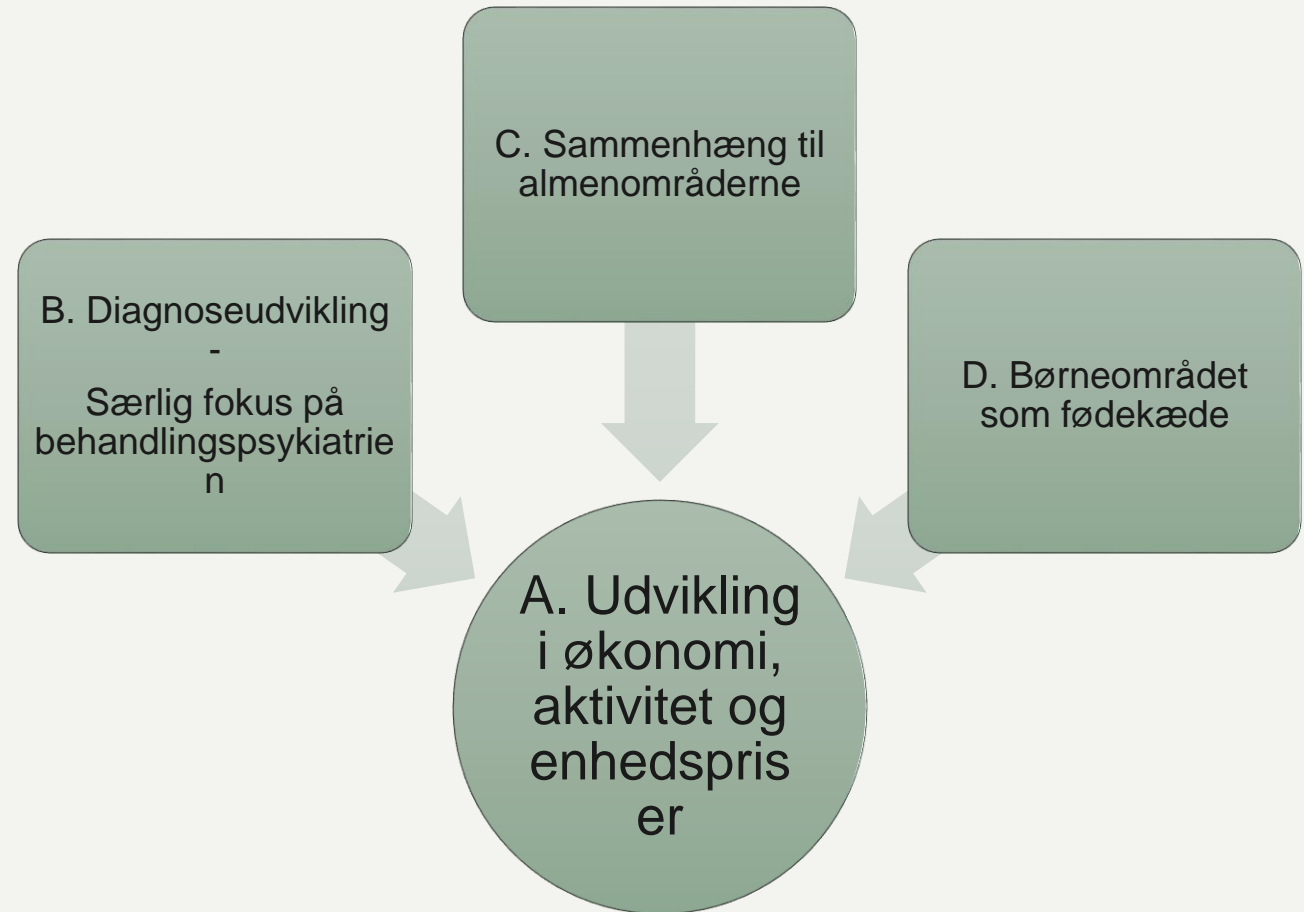 C. Sammenhæng til
almenområderne
B. Diagnoseudvikling
-
Særlig fokus på
behandlingspsykiatrie
n
D. Børneområdet
som fødekæde
A. Udvikling
i økonomi,
aktivitet og
enhedspris
er